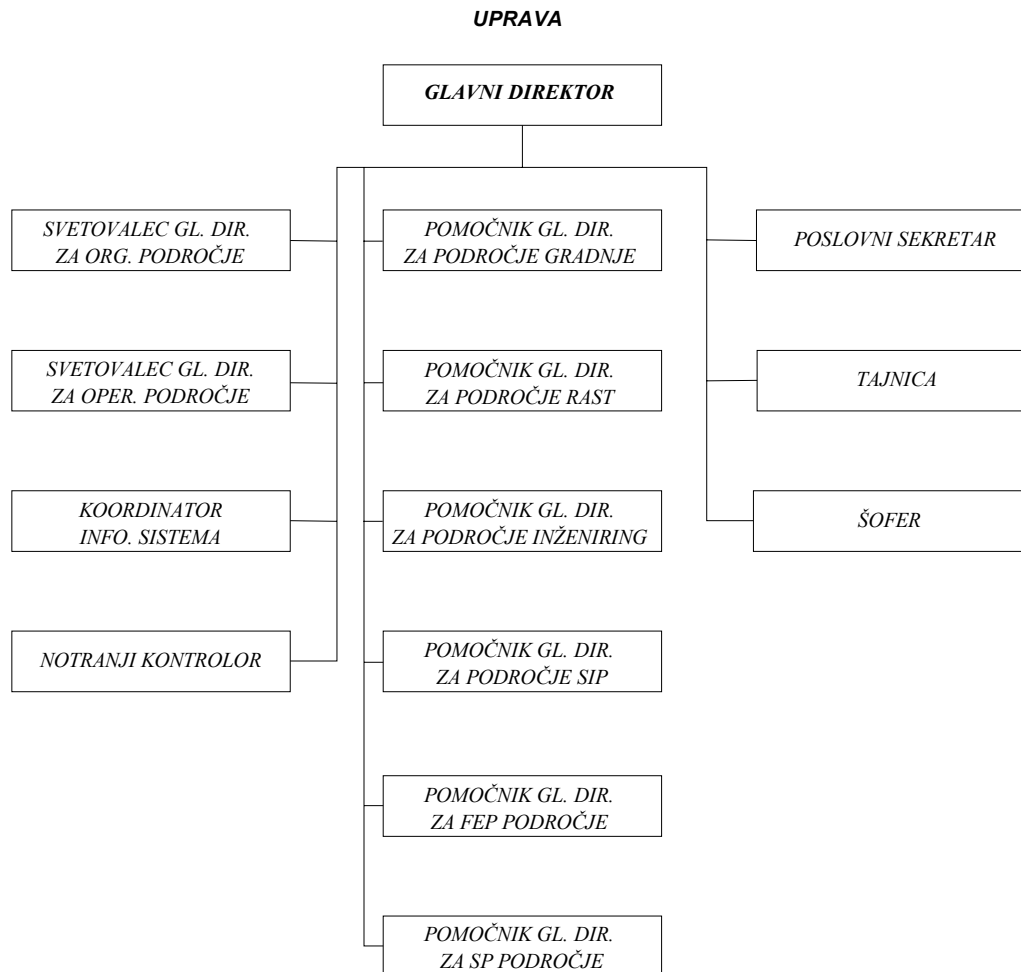 UPRAVA
GLAVNI DIREKTOR
SVETOVALEC GL. DIR.
ZA ORG. PODROČJE
POMOČNIK GL. DIR.
ZA PODROČJE GRADNJE
POSLOVNI SEKRETAR
SVETOVALEC GL. DIR.
ZA OPER. PODROČJE
POMOČNIK GL. DIR.
ZA PODROČJE RAST
TAJNICA
KOORDINATOR
INFO. SISTEMA
POMOČNIK GL. DIR.
ZA PODROČJE INŽENIRING
ŠOFER
NOTRANJI KONTROLOR
POMOČNIK GL. DIR.
ZA PODROČJE SIP
POMOČNIK GL. DIR.
ZA FEP PODROČJE
POMOČNIK GL. DIR.
ZA SP PODROČJE